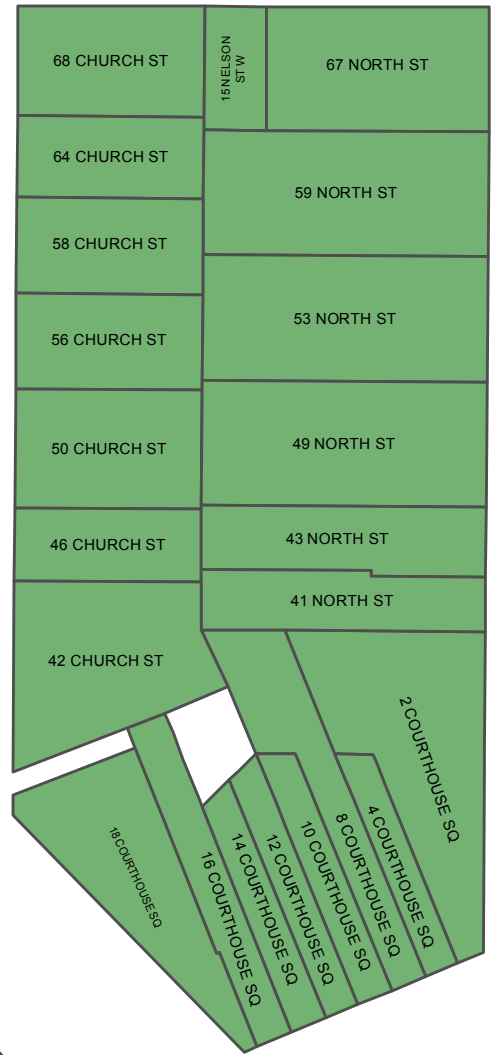 68 CHURCH ST
15 NELSON
ST W
67 NORTH ST
64 CHURCH ST
59 NORTH ST
58 CHURCH ST
53 NORTH ST
56 CHURCH ST
50 CHURCH ST
49 NORTH ST
46 CHURCH ST
43 NORTH ST
41 NORTH ST
42 CHURCH ST
2 COURTHOUSE SQ
18 COURTHOUSE SQ
16 COURTHOUSE SQ
14 COURTHOUSE SQ
12 COURTHOUSE SQ
10 COURTHOUSE SQ
8 COURTHOUSE SQ
4 COURTHOUSE SQ